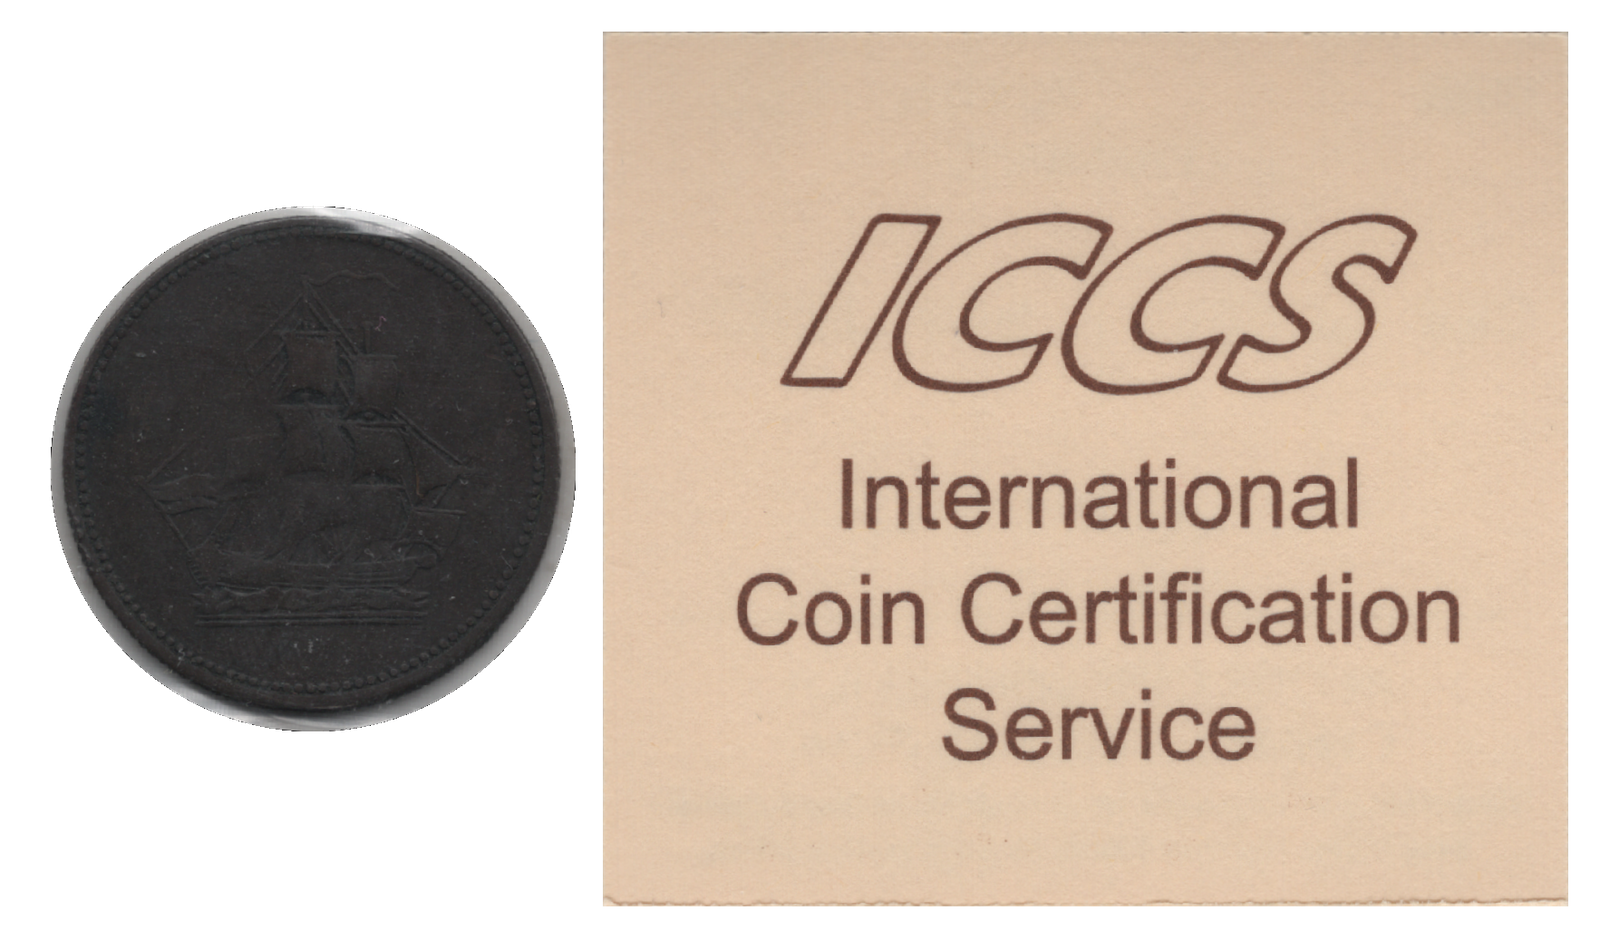 ICCS
International
Coin Certification
Service